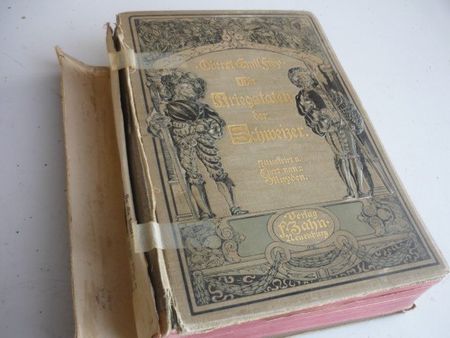 Oberst Emil Frey
Die
Kriegstaten
der
Schweizer.
Illustriert v.
Evert van
Muyden.
Verlag
F. Zahn
Neuenburg